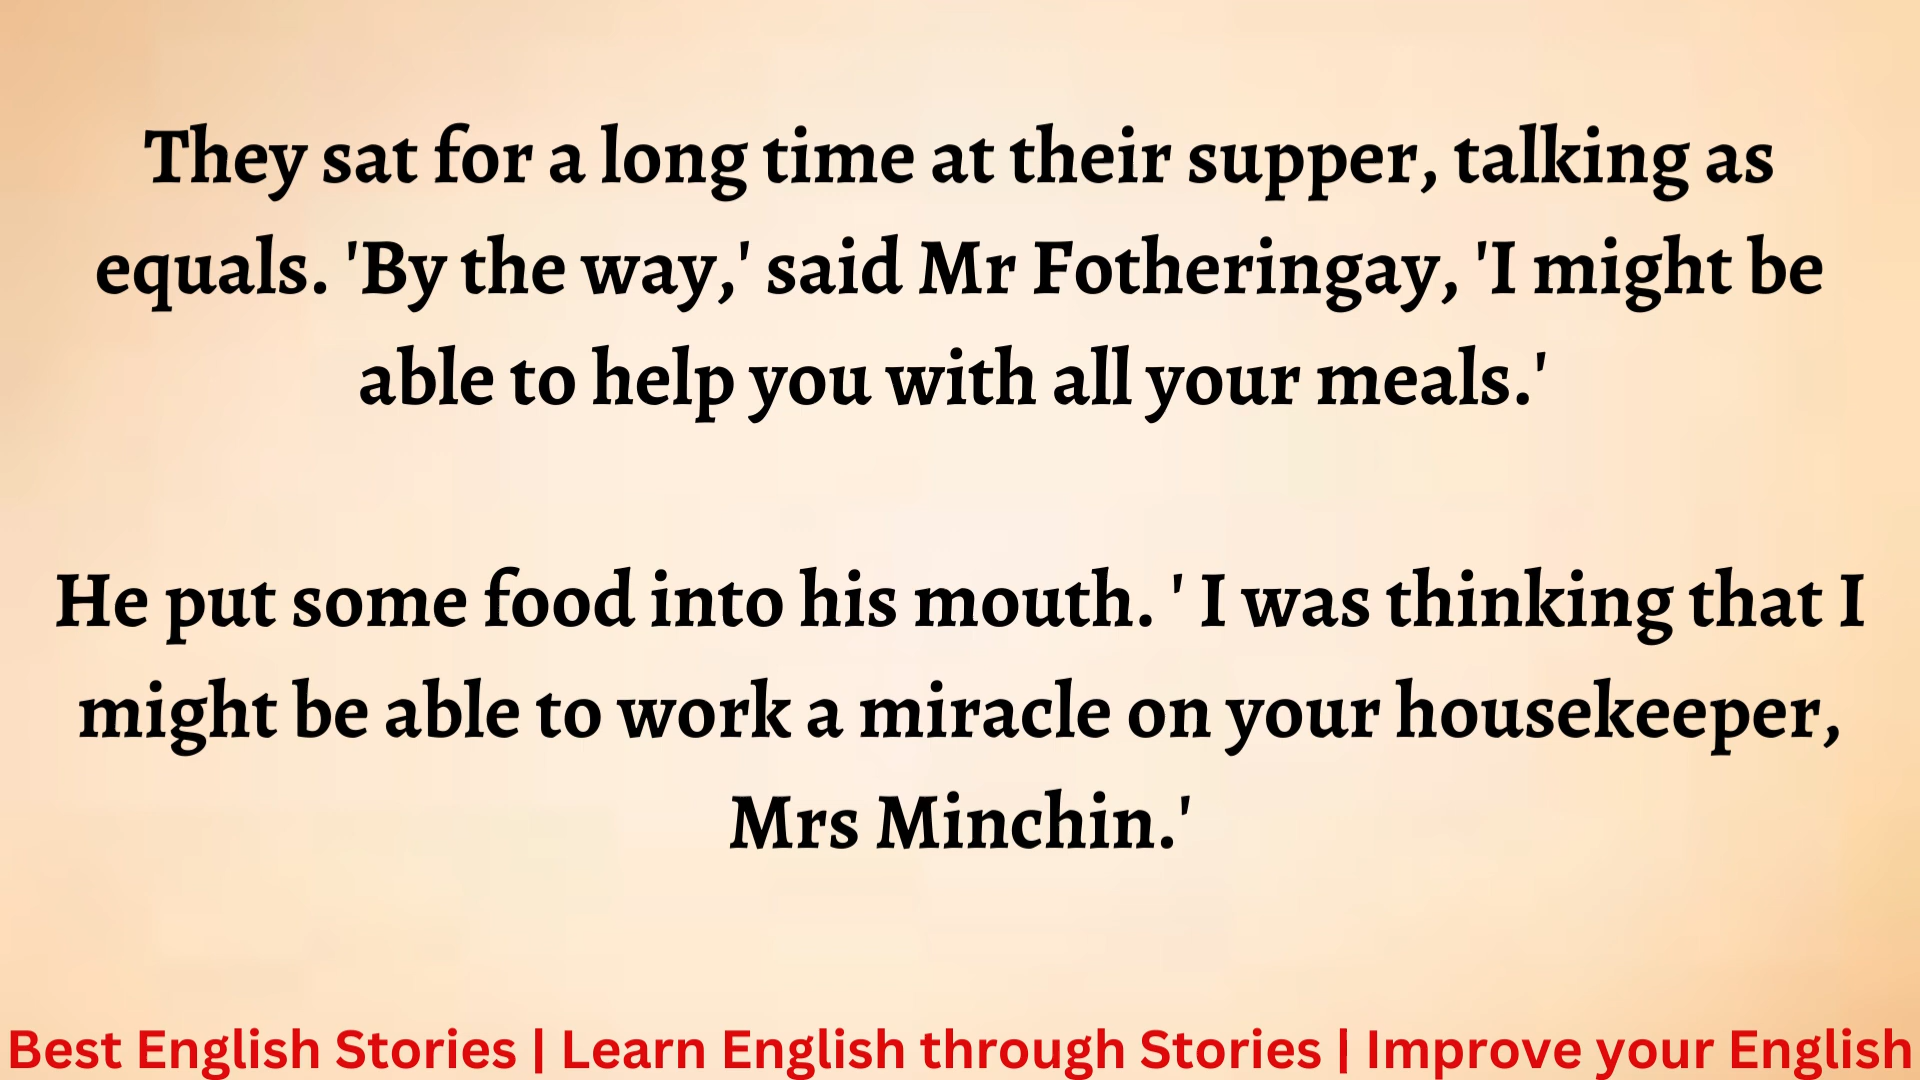 They sat for a long time at their supper, talking as
equals. 'By the way,' said Mr Fotheringay, 'I might be
able to help you with all your meals.'
He put some food into his mouth. ' I was thinking that I
might be able to work a miracle on your housekeeper,
Mrs Minchin.'
Best English Stories | Learn English through Stories | Improve your English